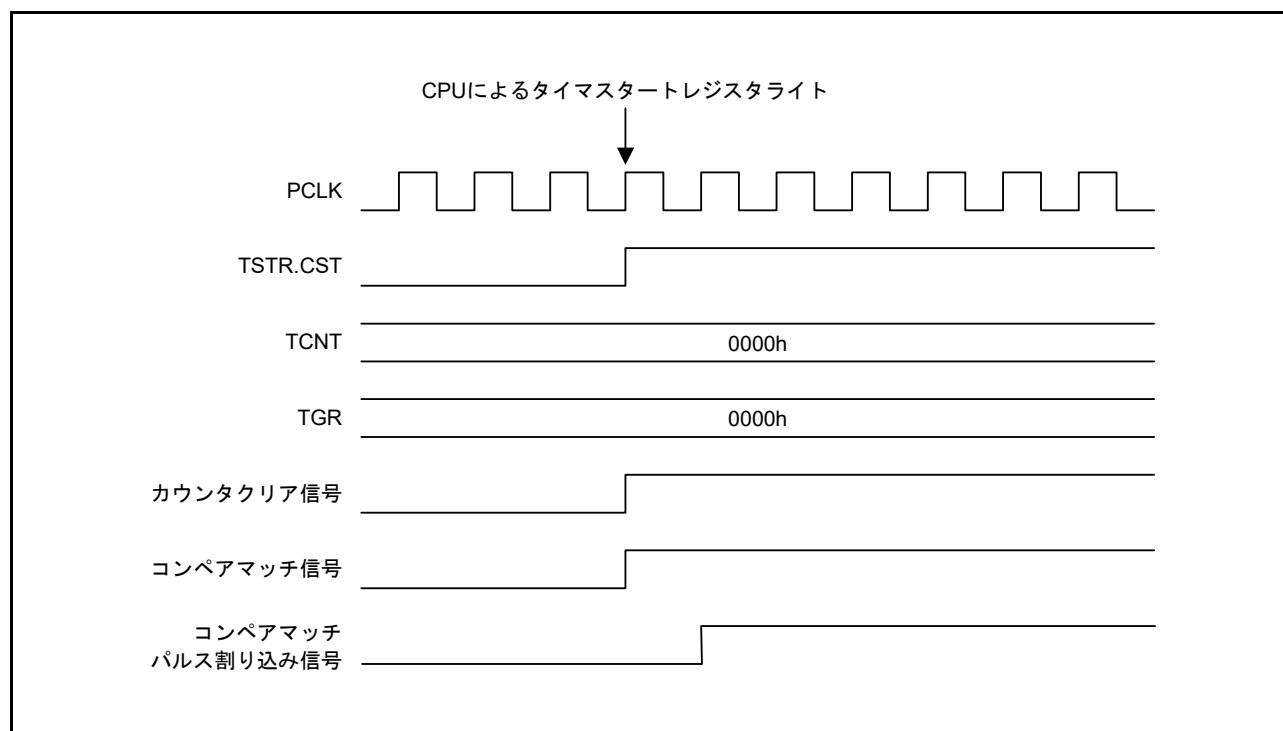 CPUによるタイマスタートレジスタライト
PCLK
TSTR.CST
TCNT
0000h
TGR
0000h
カウンタクリア信号
コンペアマッチ信号
コンペアマッチ
パルス割り込み信号